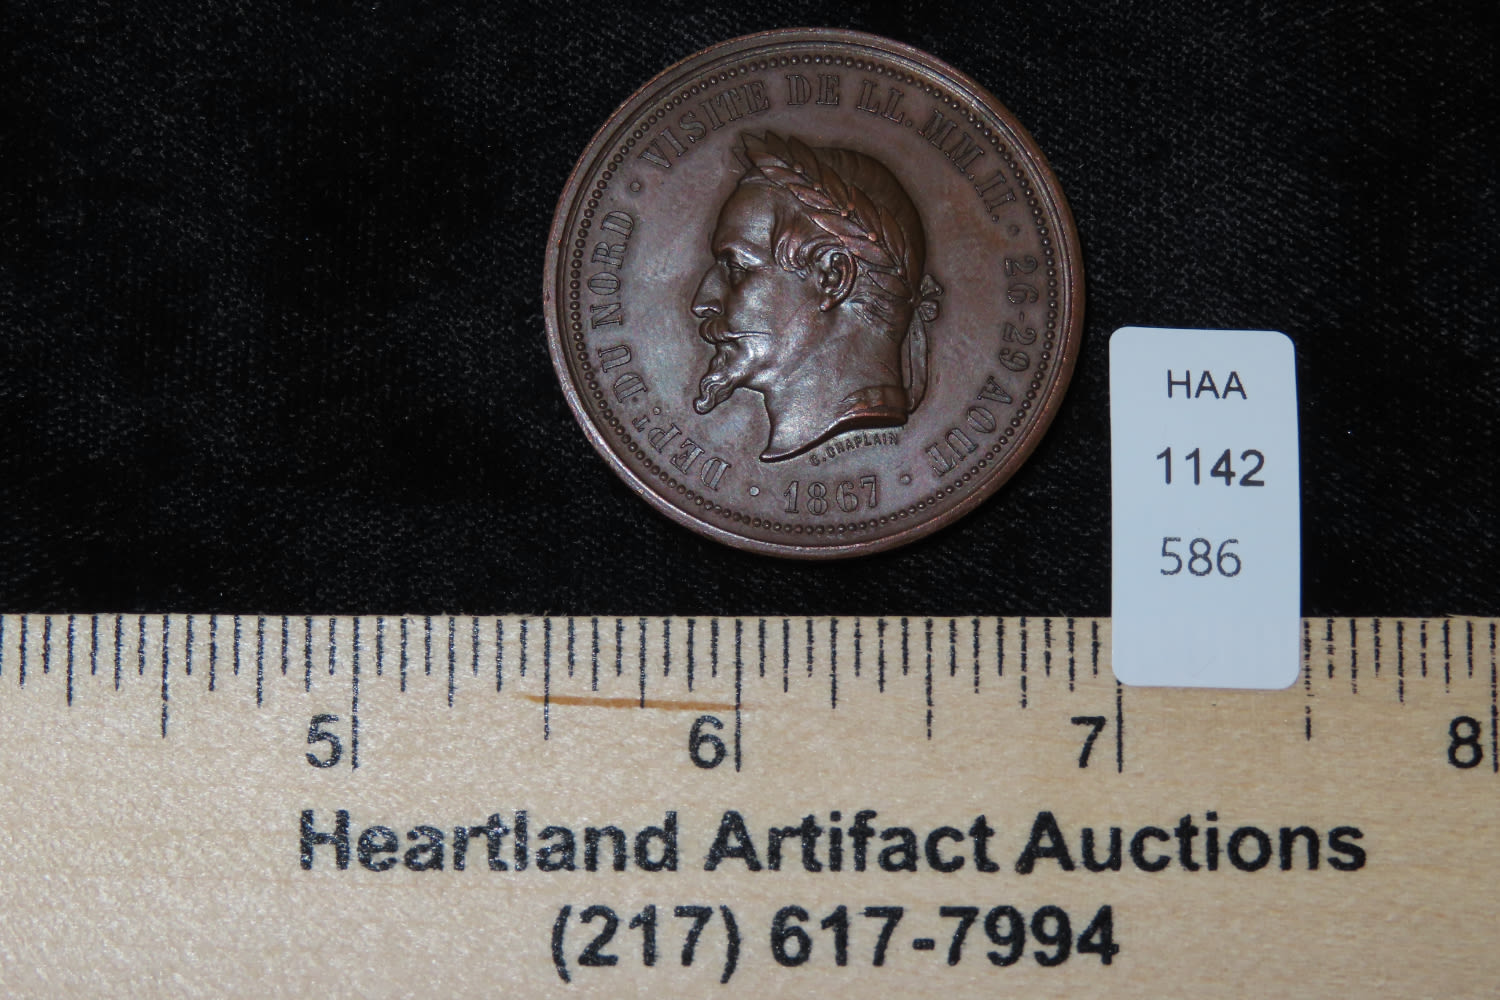 DEPT. DU NORD · VISITE DE LL. MM. II. · 26-29 AOUT ·
C. CHAPLAIN
· 1867 ·
HAA
1142
586
5 6 7 8
Heartland Artifact Auctions
(217) 617-7994